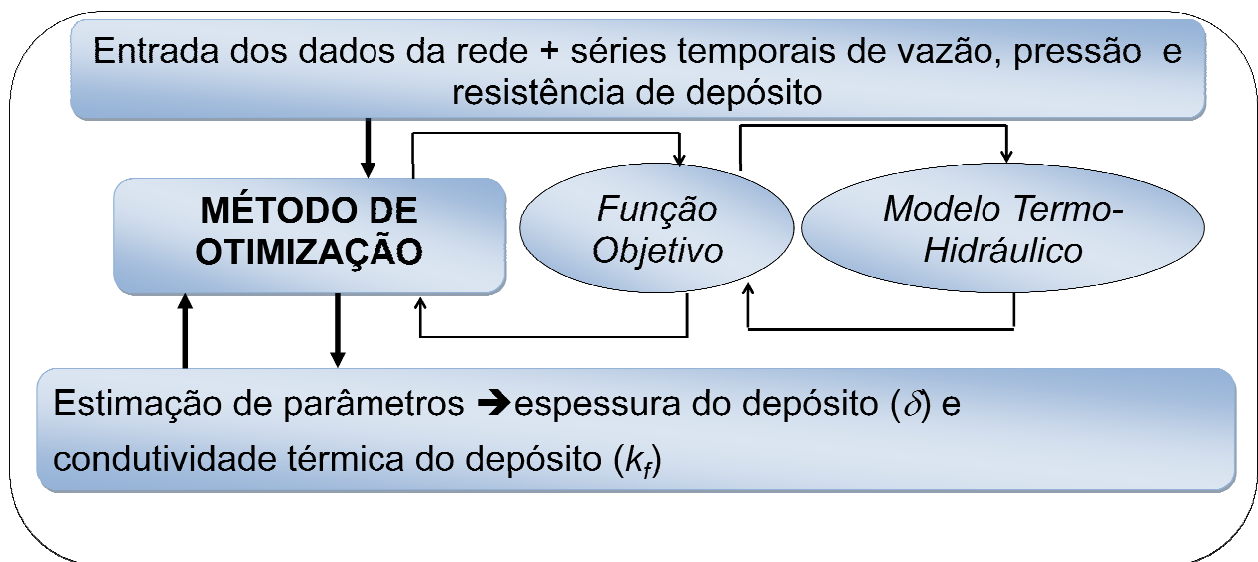 Entrada dos dados da rede + séries temporais de vazão, pressão e
resistência de depósito
MÉTODO DE
OTIMIZAÇÃO
Função
Objetivo
Modelo Termo-
Hidráulico
Estimação de parâmetros ➔espessura do depósito (δ) e
condutividade térmica do depósito (kf)